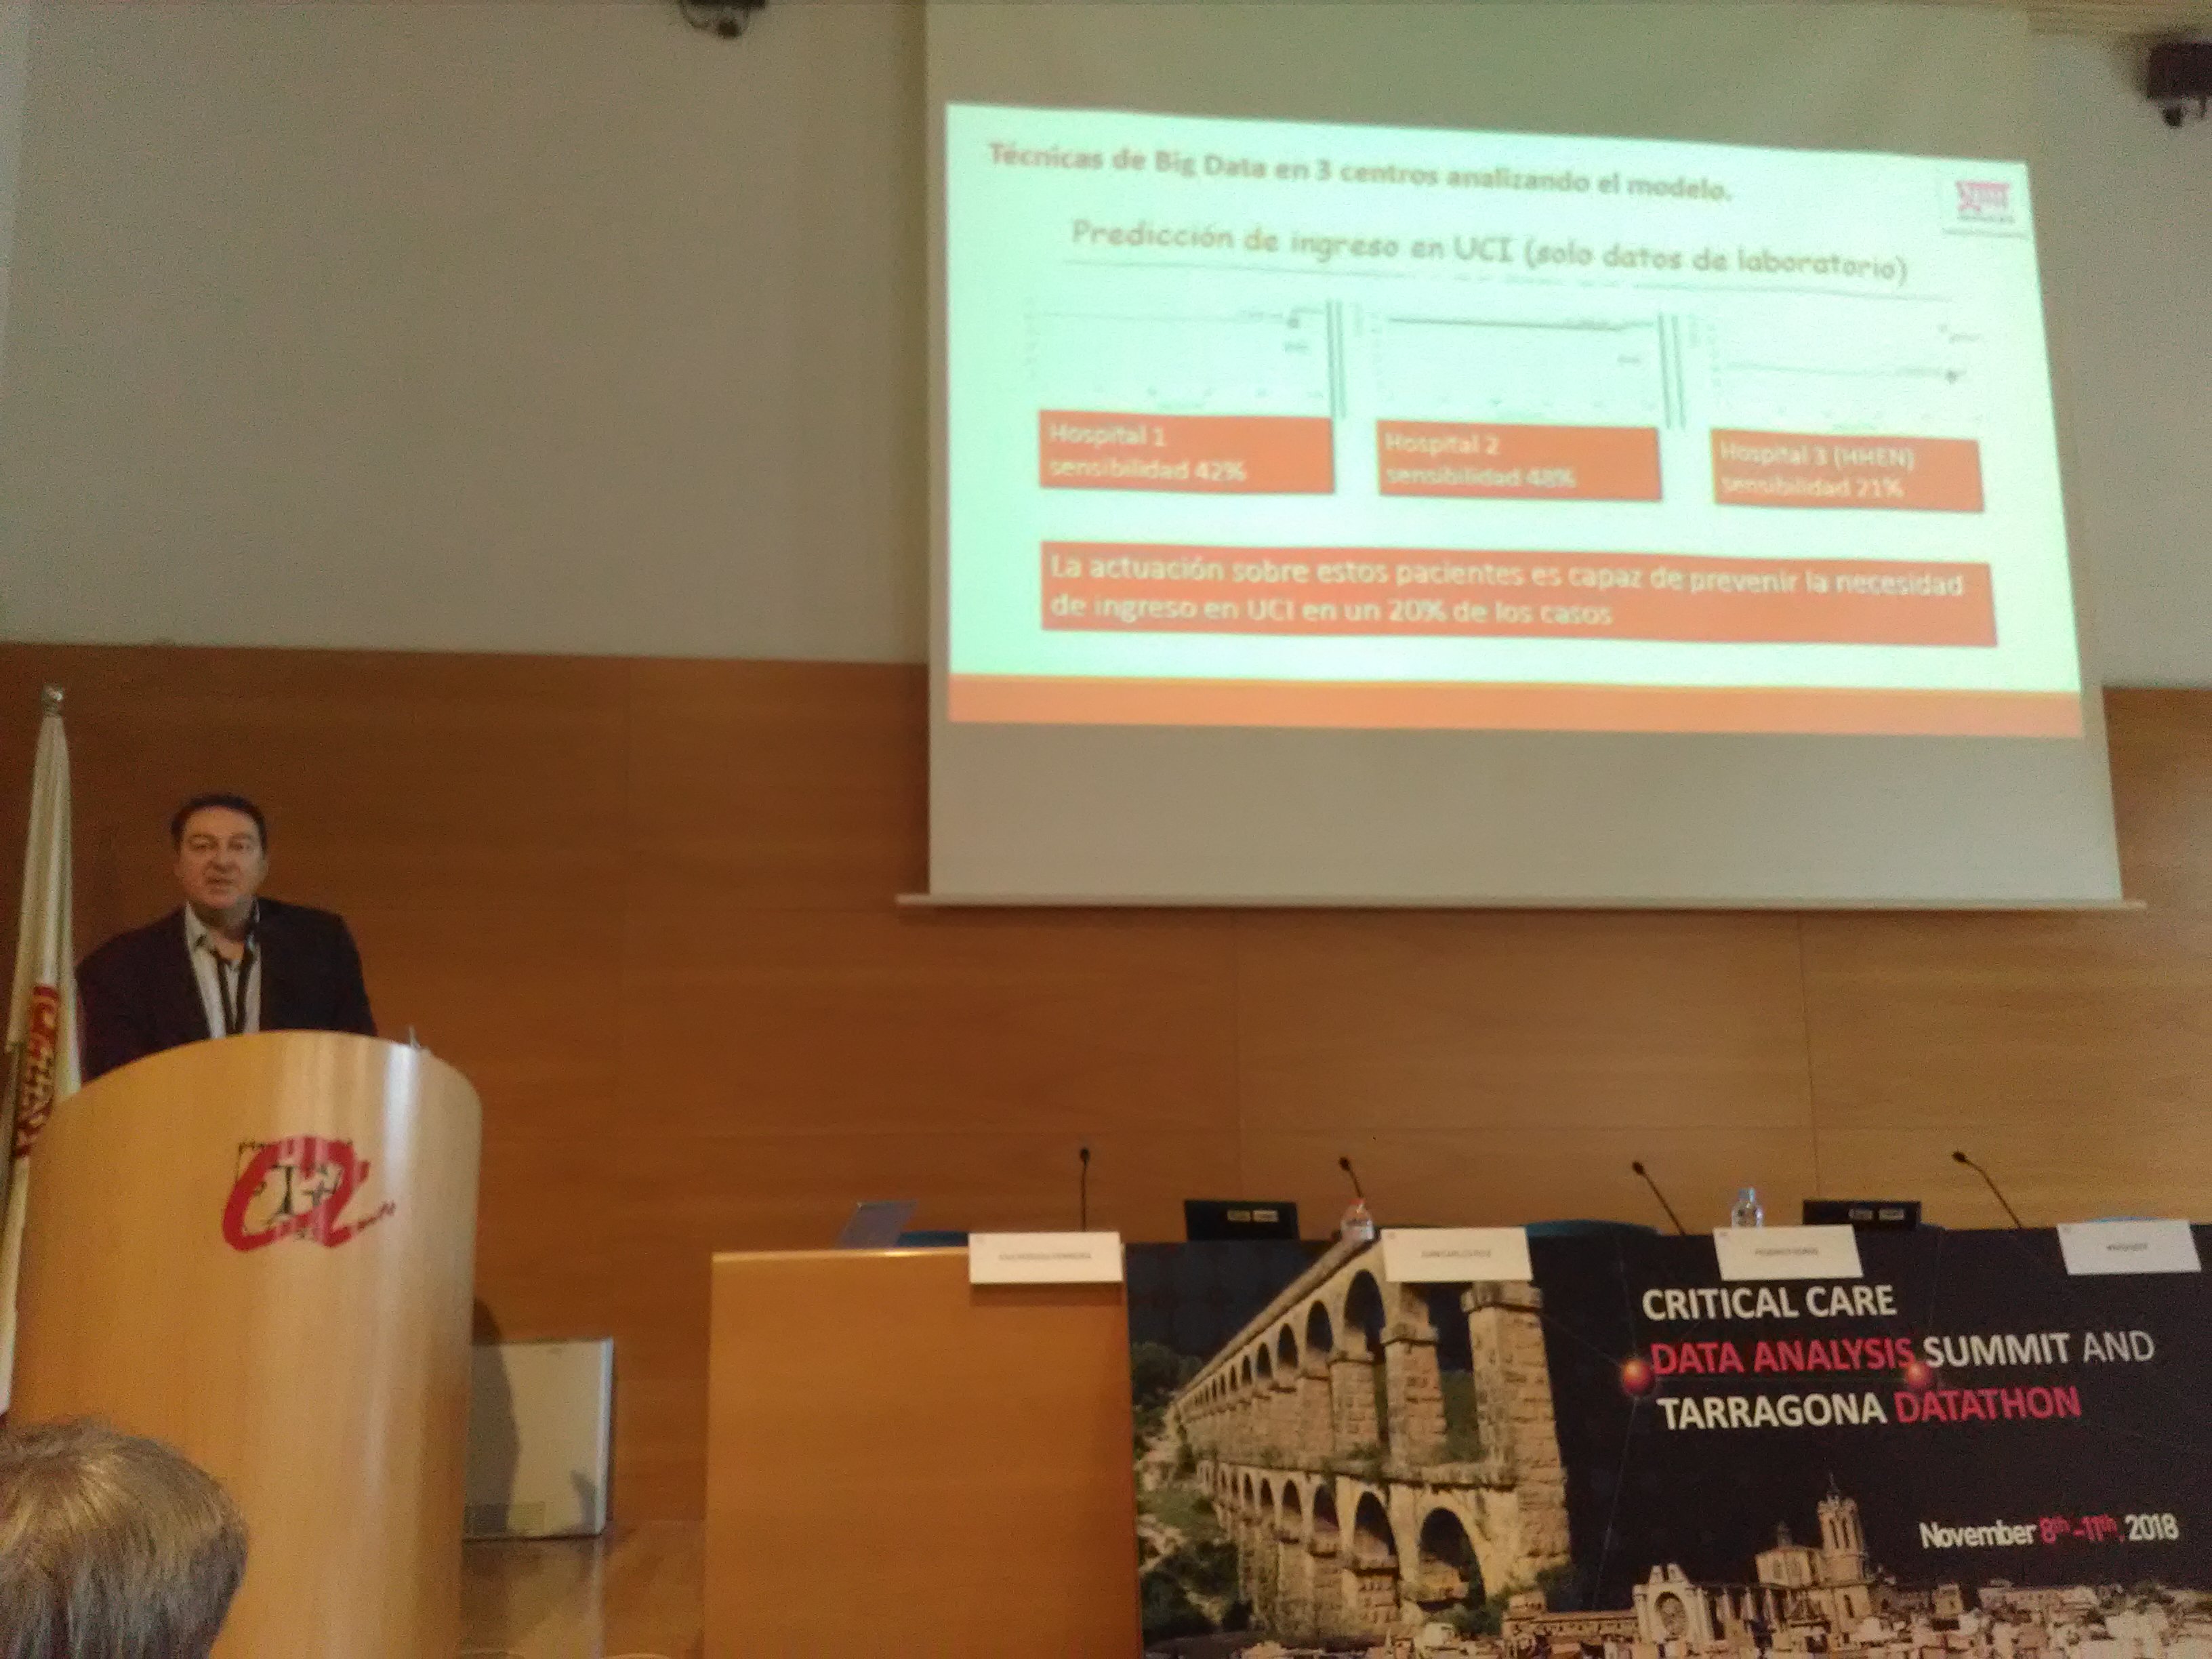 Técnicas de Big Data en 3 centros analizando el modelo.
Predicción de ingreso en UCI (solo datos de laboratorio)
Hospital 1
sensibilidad 42%
Hospital 2
sensibilidad 48%
Hospital 3 (HHEN)
sensibilidad 21%
La actuación sobre estos pacientes es capaz de prevenir la necesidad
de ingreso en UCI en un 20% de los casos
CRITICAL CARE
DATA ANALYSIS SUMMIT AND
TARRAGONA DATATHON
November 8th -11th, 2018